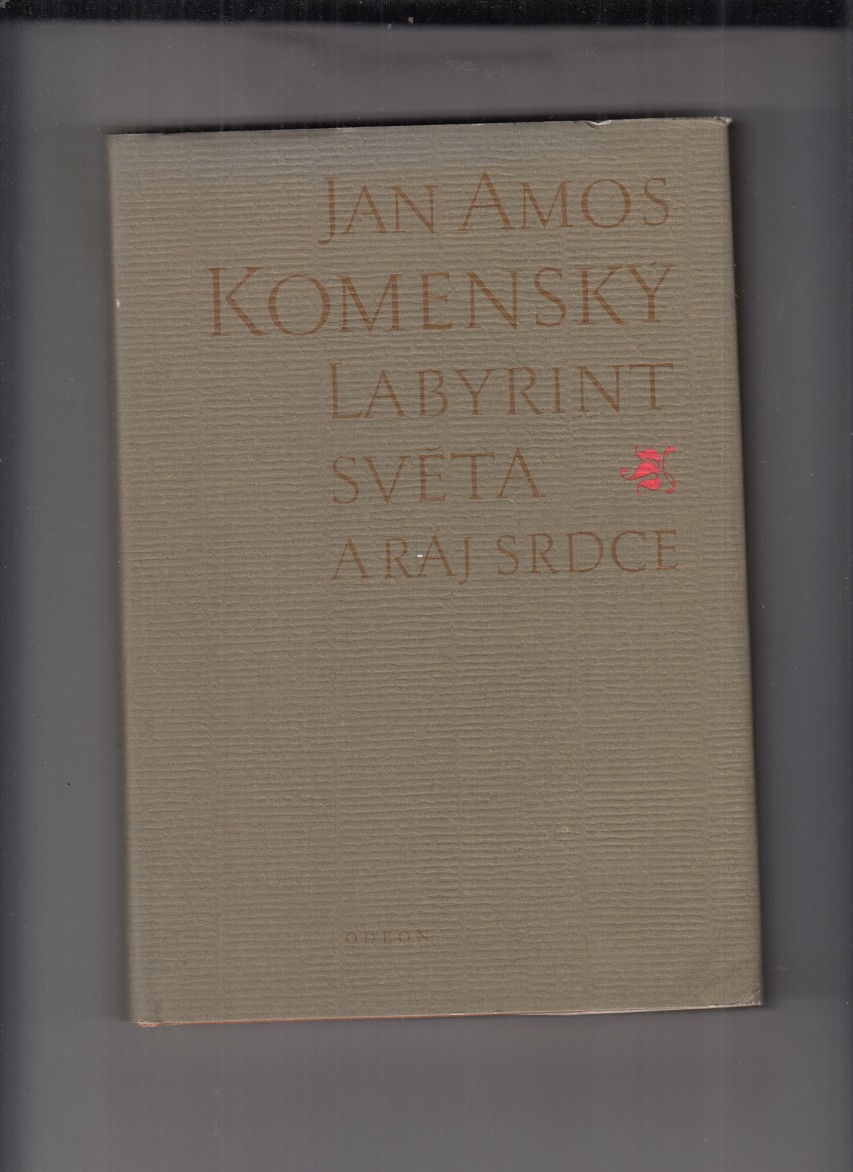 JAN AMOS
KOMENSKÝ
LABYRINT
SVĚTA
A RÁJ SRDCE
ODEON